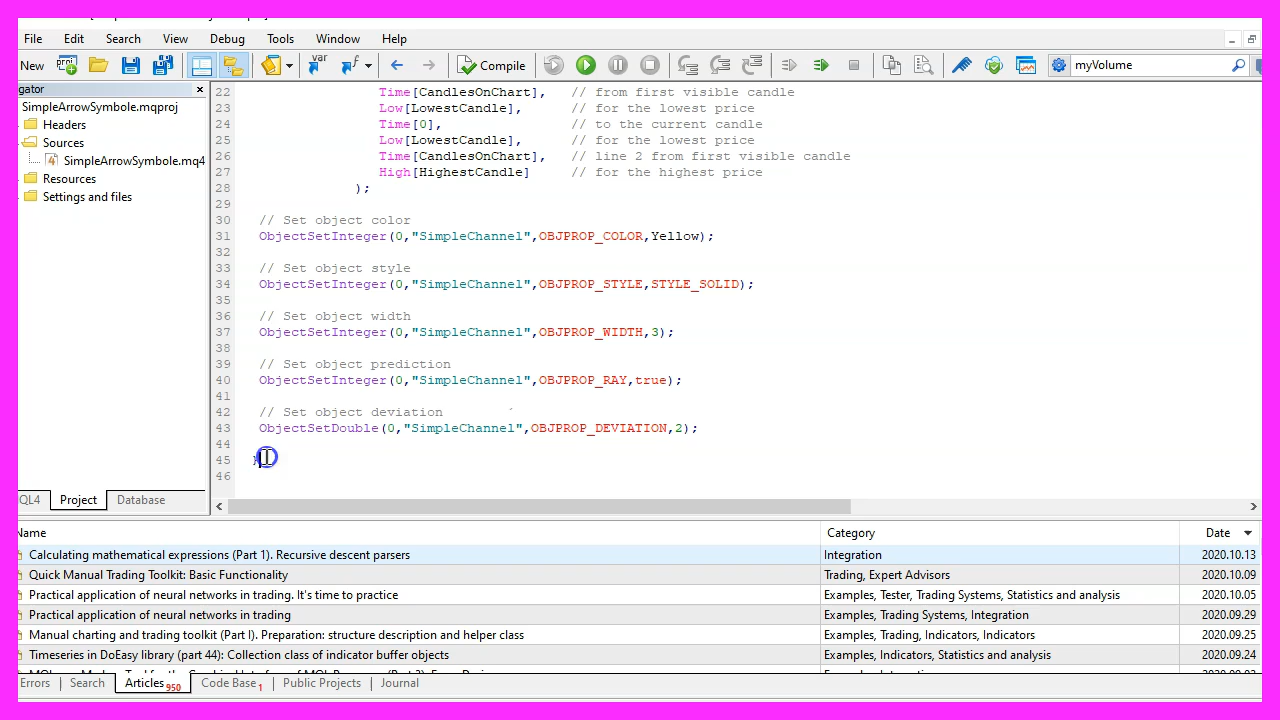 File Edit Search View Debug Tools Window Help
New Compile myVolume
gator
SimpleArrowSymbole.mqproj
Headers
Sources
SimpleArrowSymbole.mq4
Resources
Settings and files
QL4 Project Database
22 Time[CandlesOnChart], // from first visible candle
23 Low[LowestCandle], // for the lowest price
24 Time[0], // to the current candle
25 Low[LowestCandle], // for the lowest price
26 Time[CandlesOnChart], // line 2 from first visible candle
27 High[HighestCandle] // for the highest price
28 );
29
30 // Set object color
31 ObjectSetInteger(0,"SimpleChannel",OBJPROP_COLOR,Yellow);
32
33 // Set object style
34 ObjectSetInteger(0,"SimpleChannel",OBJPROP_STYLE,STYLE_SOLID);
35
36 // Set object width
37 ObjectSetInteger(0,"SimpleChannel",OBJPROP_WIDTH,3);
38
39 // Set object prediction
40 ObjectSetInteger(0,"SimpleChannel",OBJPROP_RAY,true);
41
42 // Set object deviation
43 ObjectSetDouble(0,"SimpleChannel",OBJPROP_DEVIATION,2);
44
45 }
46
Name Category Date
Calculating mathematical expressions (Part 1). Recursive descent parsers Integration 2020.10.13
Quick Manual Trading Toolkit: Basic Functionality Trading, Expert Advisors 2020.10.09
Practical application of neural networks in trading. It's time to practice Examples, Tester, Trading Systems, Statistics and analysis 2020.10.05
Practical application of neural networks in trading Examples, Trading Systems, Integration 2020.09.29
Manual charting and trading toolkit (Part I). Preparation: structure description and helper class Examples, Trading, Indicators, Indicators 2020.09.25
Timeseries in DoEasy library (part 44): Collection class of indicator buffer objects Examples, Indicators, Statistics and analysis 2020.09.24
Errors Search Articles 950 Code Base 1 Public Projects Journal